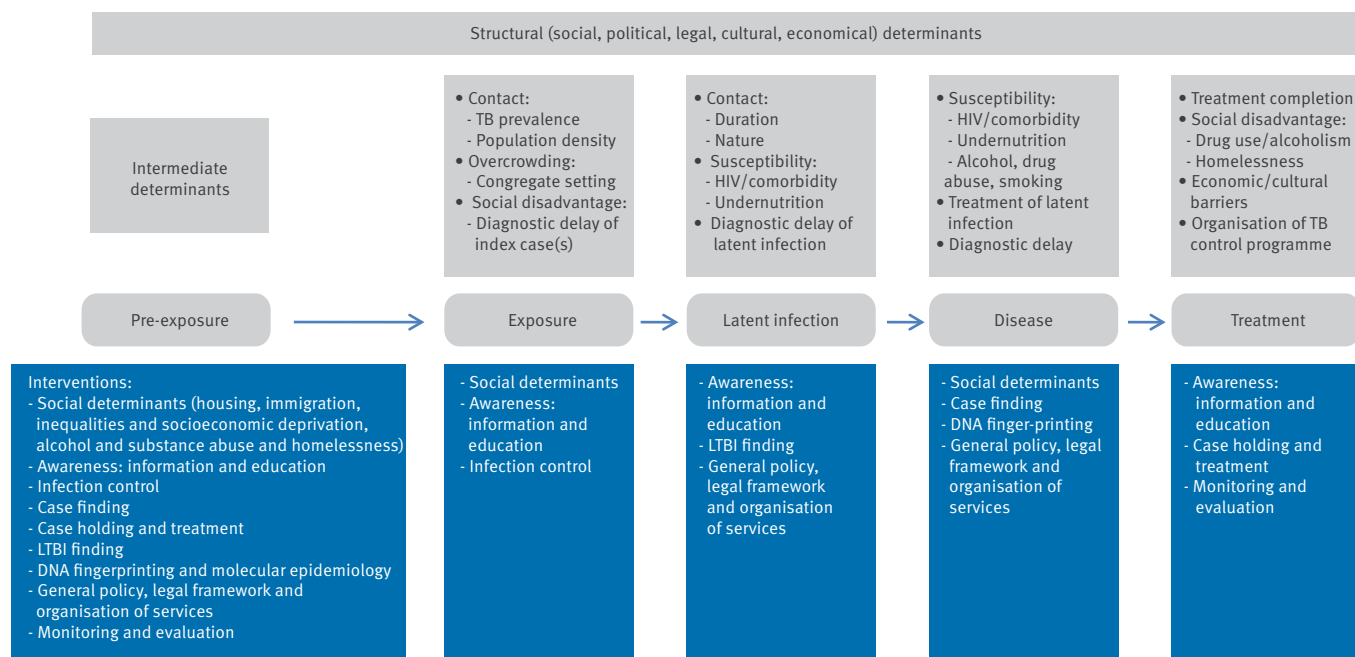 Structural (social, political, legal, cultural, economical) determinants
Intermediate
determinants
• Contact:
- TB prevalence
- Population density
• Overcrowding:
- Congregate setting
• Social disadvantage:
- Diagnostic delay of
index case(s)
• Contact:
- Duration
- Nature
• Susceptibility:
- HIV/comorbidity
- Undernutrition
• Diagnostic delay of
latent infection
• Susceptibility:
- HIV/comorbidity
- Undernutrition
- Alcohol, drug
abuse, smoking
• Treatment of latent
infection
• Diagnostic delay
• Treatment completion
• Social disadvantage:
- Drug use/alcoholism
- Homelessness
• Economic/cultural
barriers
• Organisation of TB
control programme
Pre-exposure
Exposure
Latent infection
Disease
Treatment
Interventions:
- Social determinants (housing, immigration,
inequalities and socioeconomic deprivation,
alcohol and substance abuse and homelessness)
- Awareness: information and education
- Infection control
- Case finding
- Case holding and treatment
- LTBI finding
- DNA fingerprinting and molecular epidemiology
- General policy, legal framework and
organisation of services
- Monitoring and evaluation
- Social determinants
- Awareness:
information and
education
- Infection control
- Awareness:
information and
education
- LTBI finding
- General policy,
legal framework
and organisation
of services
- Social determinants
- Case finding
- DNA finger-printing
- General policy, legal
framework and
organisation of
services
- Awareness:
information and
education
- Case holding and
treatment
- Monitoring and
evaluation